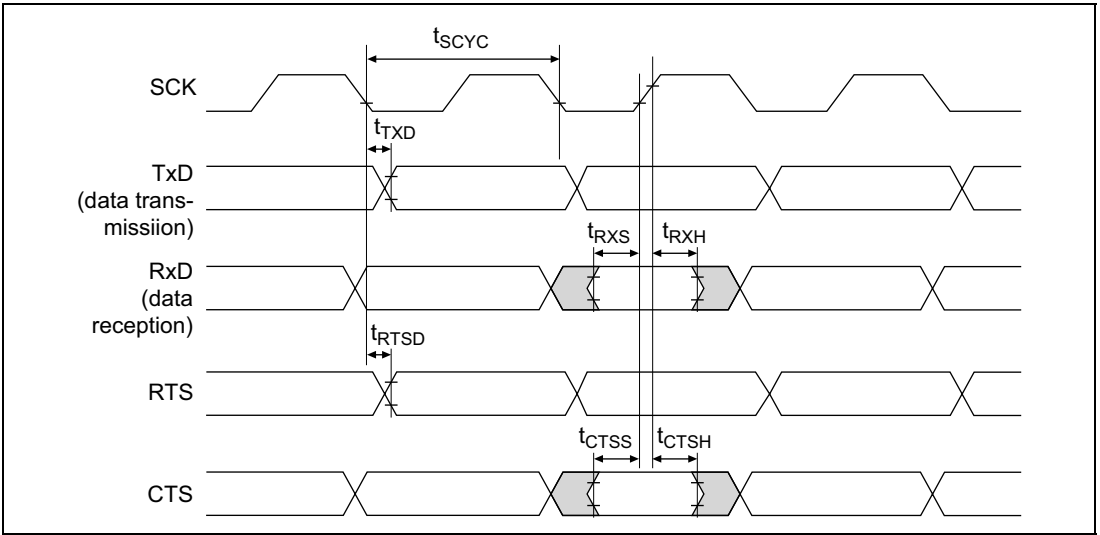 tSCYC
SCK
tTXD
TxD
(data trans-
missiion)
tRXS tRXH
RxD
(data
reception)
tRTSD
RTS
tCTSS tCTSH
CTS